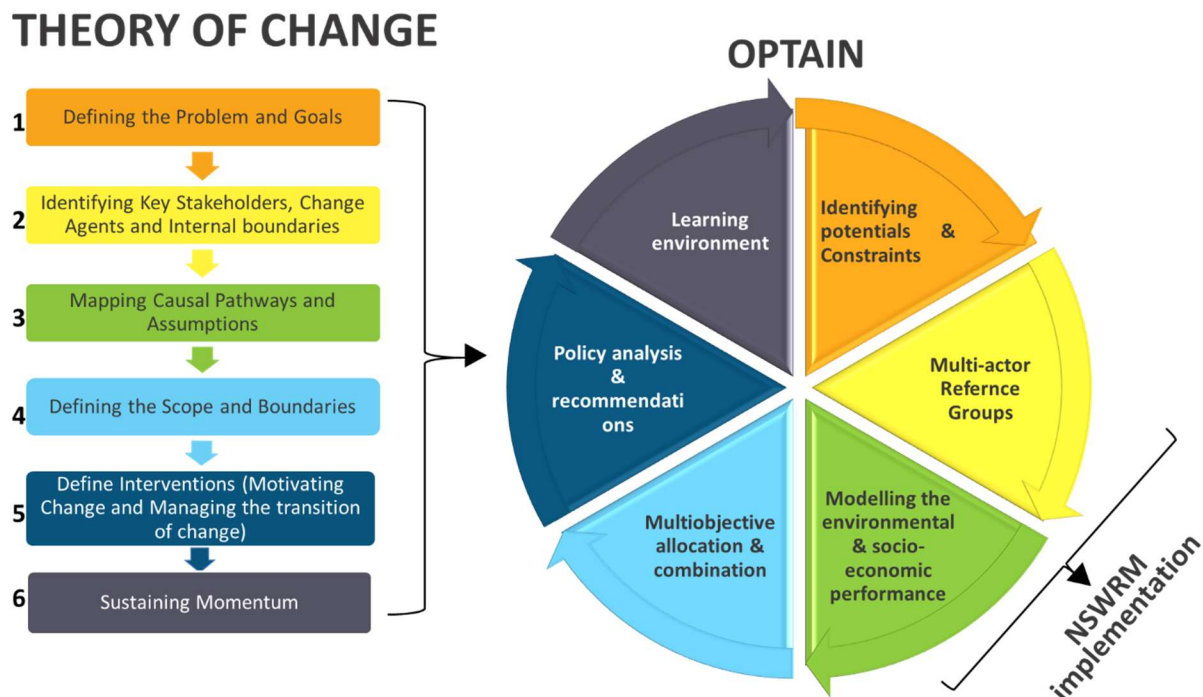 THEORY OF CHANGE
1
Defining the Problem and Goals
2
Identifying Key Stakeholders, Change
Agents and Internal boundaries
3
Mapping Causal Pathways and
Assumptions
4
Defining the Scope and Boundaries
5
Define Interventions (Motivating
Change and Managing the transition
of change)
6
Sustaining Momentum
OPTAIN
Identifying
potentials &
Constraints
Multi-actor
Refernce
Groups
Modelling the
environmental
& socio-
economic
performance
Multiobjective
allocation &
combination
Policy analysis
&
recommendati
ons
Learning
environment
NSWRM
implementation